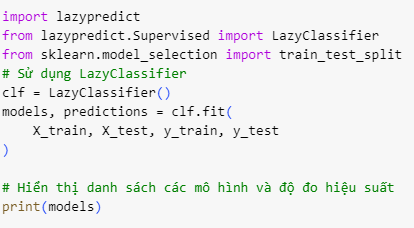 import lazypredict
from lazypredict.Supervised import LazyClassifier
from sklearn.model_selection import train_test_split
# Sử dụng LazyClassifier
clf = LazyClassifier()
models, predictions = clf.fit(
    X_train, X_test, y_train, y_test
)

# Hiển thị danh sách các mô hình và độ đo hiệu suất
print(models)